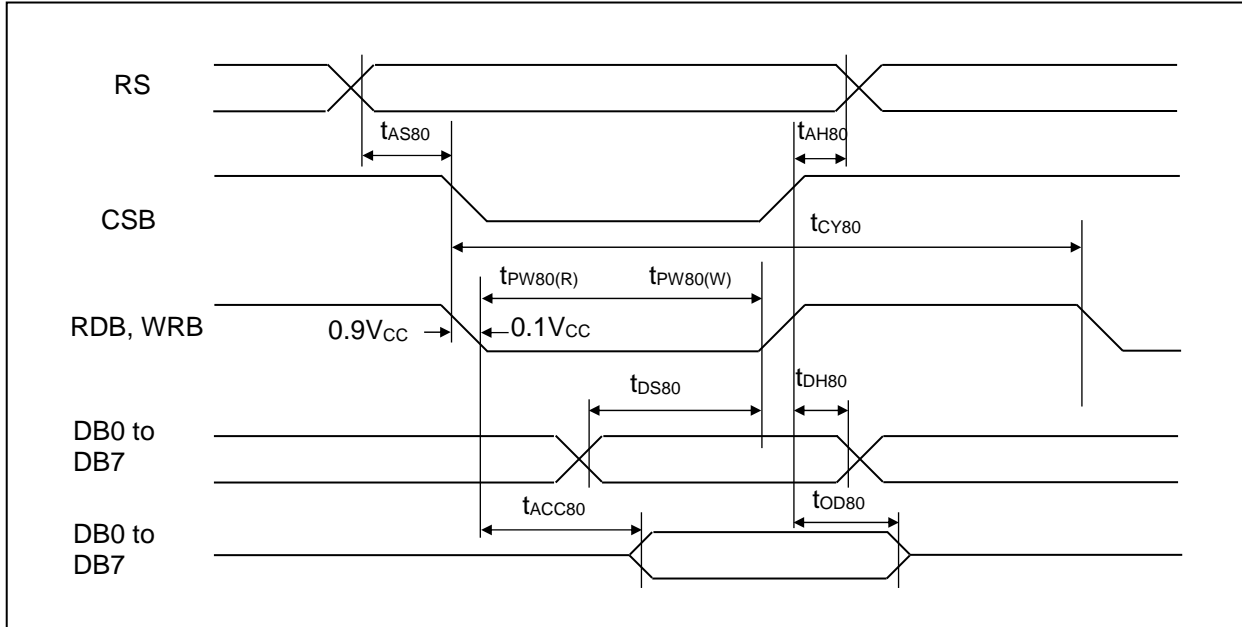 RS
tAS80
tAH80
CSB
tCY80
tPW80(R)
tPW80(W)
RDB, WRB
0.9VCC
0.1VCC
tDS80
tDH80
DB0 to
DB7
tACC80
tOD80
DB0 to
DB7